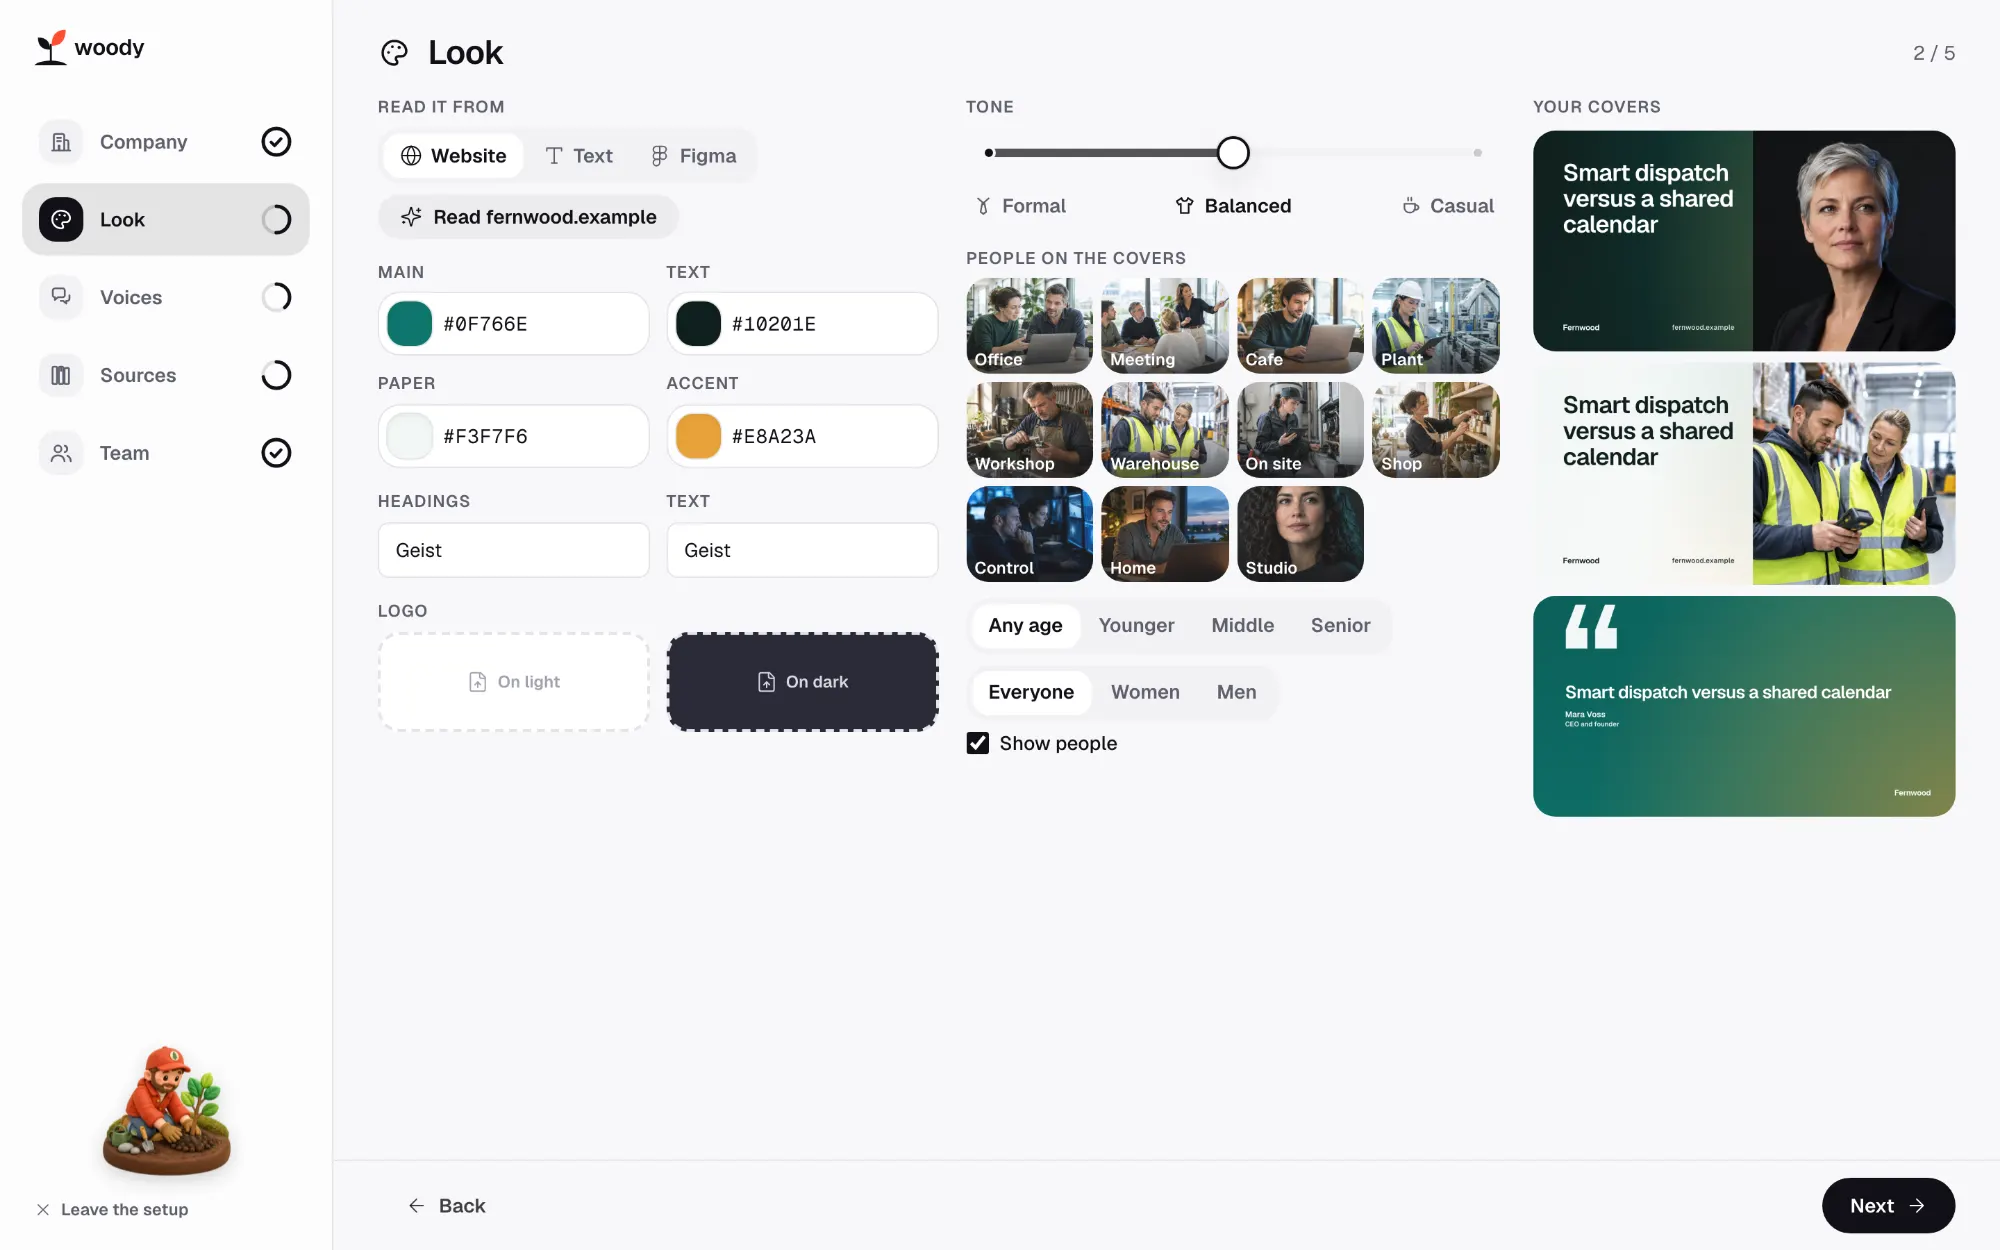 woody
Company
Look
Voices
Sources
Team
Leave the setup
Look
2 / 5
READ IT FROM
Website
Text
Figma
Read fernwood.example
MAIN
TEXT
#0F766E
#10201E
PAPER
ACCENT
#F3F7F6
#E8A23A
HEADINGS
TEXT
Geist
Geist
LOGO
On light
On dark
TONE
Formal
Balanced
Casual
PEOPLE ON THE COVERS
Office
Meeting
Cafe
Plant
Workshop
Warehouse
On site
Shop
Control
Home
Studio
Any age
Younger
Middle
Senior
Everyone
Women
Men
Show people
YOUR COVERS
Smart dispatch
versus a shared
calendar
Fernwood
fernwood.example
Smart dispatch
versus a shared
calendar
Fernwood
fernwood.example
“
Smart dispatch versus a shared calendar
Mara Voss
CEO and founder
Fernwood
Back
Next